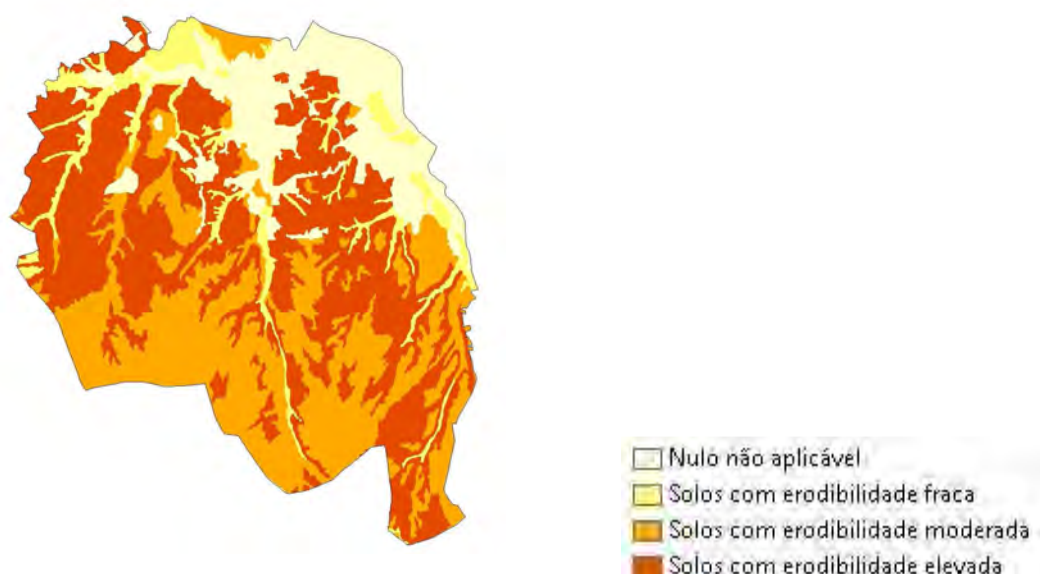 Nulo não aplicável
Solos com erodibilidade fraca
Solos com erodibilidade moderada
Solos com erodibilidade elevada